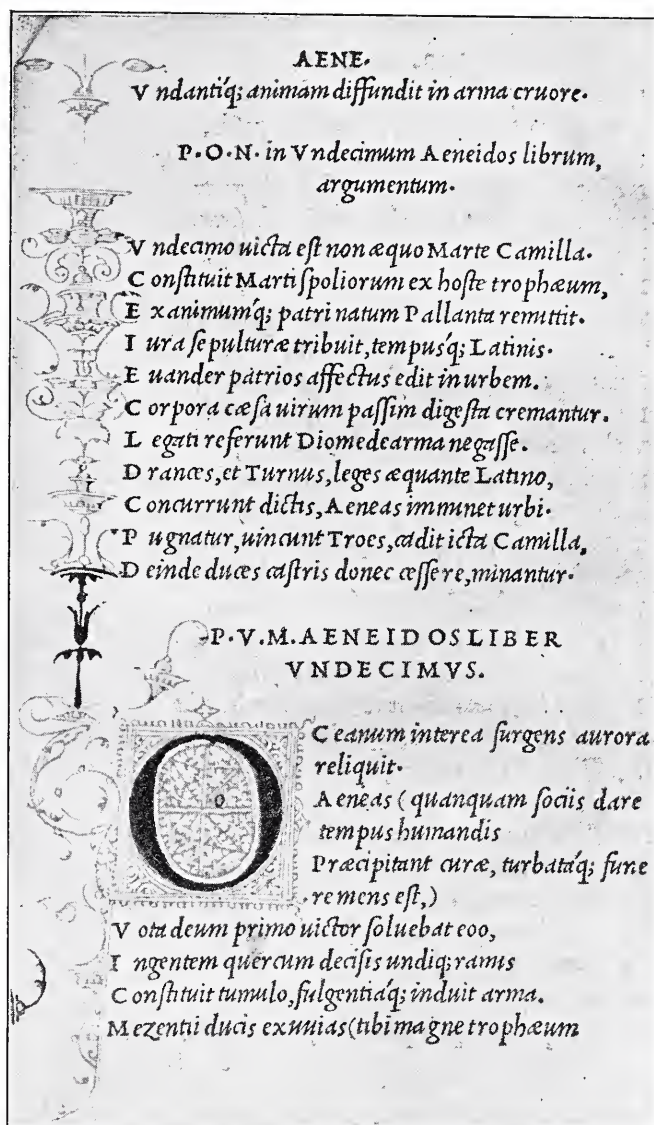 AENE.
V ndantiq́; animam diffundit in arma cruore.
P. O. N. in Vndecimum Aeneidos librum,
argumentum.
V ndecimo uicta est non æquo Marte Camilla.
C onstituit Marti spoliorum ex hoste trophæum,
E xanimumq́; patri natum Pallanta remittit.
I ura sepulturæ tribuit, tempusq́; Latinis.
E uander patrios affectus edit in urbem.
C orpora cæsa uirum passim digesta cremantur.
L egati referunt Diomede arma negasse.
D rances, et Turnus, leges æquante Latino,
C oncurrunt dictis, Aeneas immunet urbi.
P ugnatur, uincunt Troes, cadit icta Camilla,
D einde duces castris donec cessere, minantur.
P. V. M. AENEIDOS LIBER
VNDECIMVS.
O Ceanum interea surgens aurora
reliquit.
A eneas (quanquam sociis dare
tempus humandis
Præcipitant curæ, turbataq́; fune
re mens est,)
V ota deum primo uictor soluebat eoo,
I ngentem quercum decisis undiq; ramis
C onstituit tumulo, fulgentiaq́; induit arma.
M ezentii ducis exuuias (tibi magne trophæum